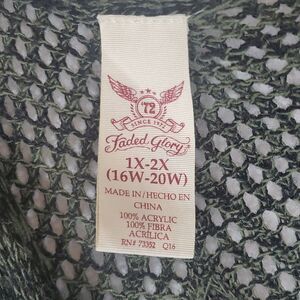 72
SINCE 1972
Faded Glory
1X-2X
(16W-20W)
MADE IN/HECHO EN
CHINA
100% ACRYLIC
100% FIBRA
ACRÍLICA
RN# 73352 Q16